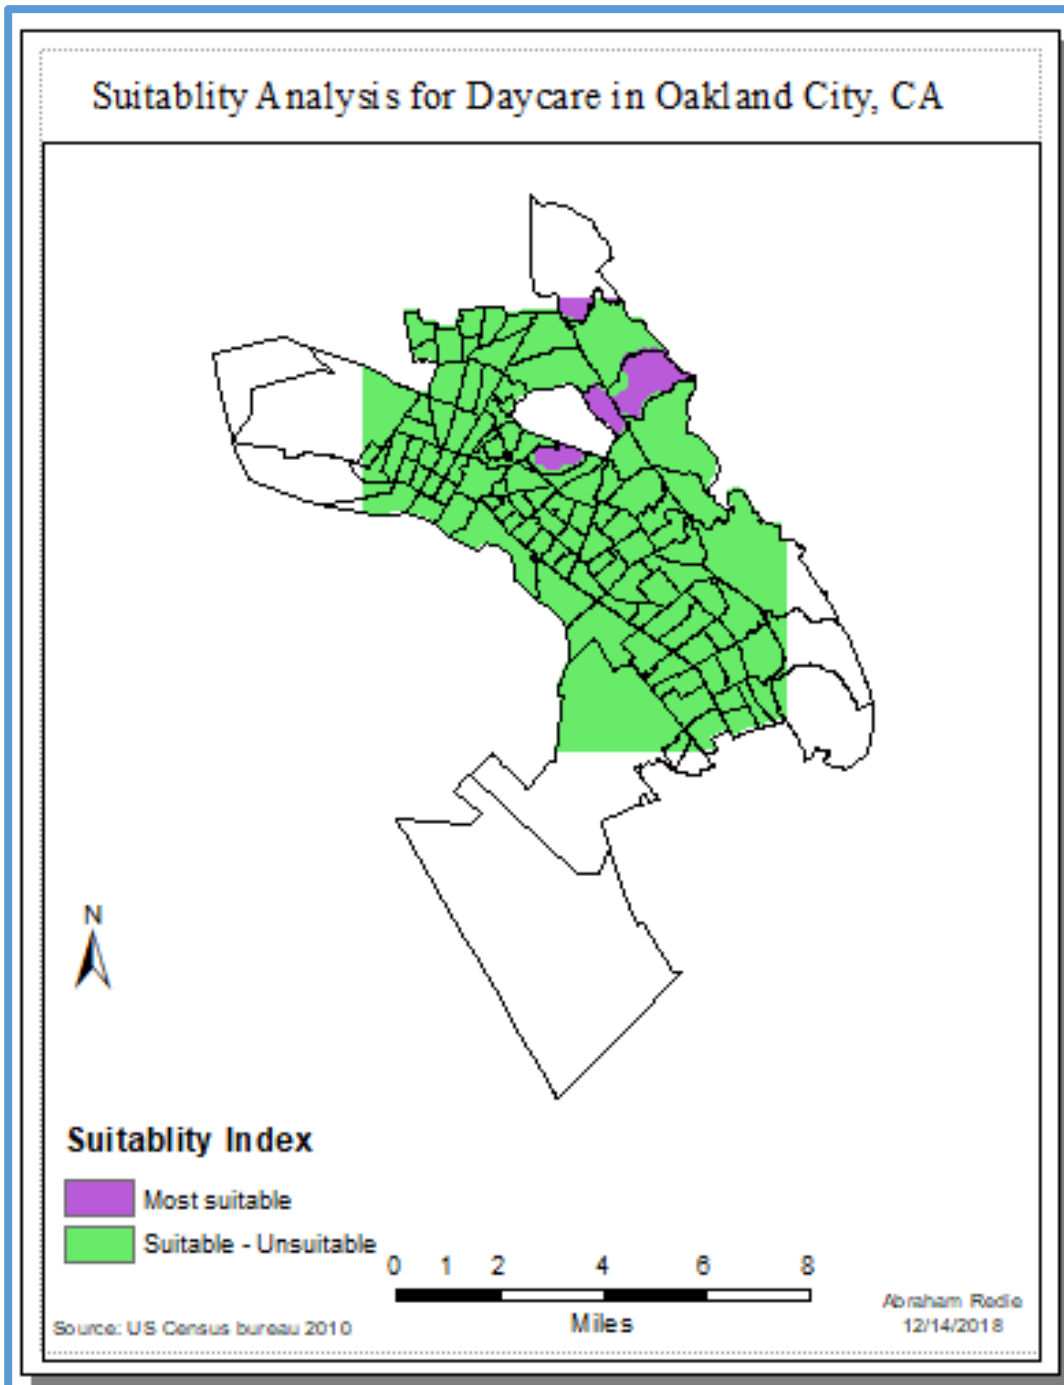 Suitablity Analysis for Daycare in Oakland City, CA
N
Suitablity Index
Most suitable
Suitable - Unsuitable
0 1 2 4 6 8
Miles
Source: US Census bureau 2010
Abraham Redie
12/14/2018